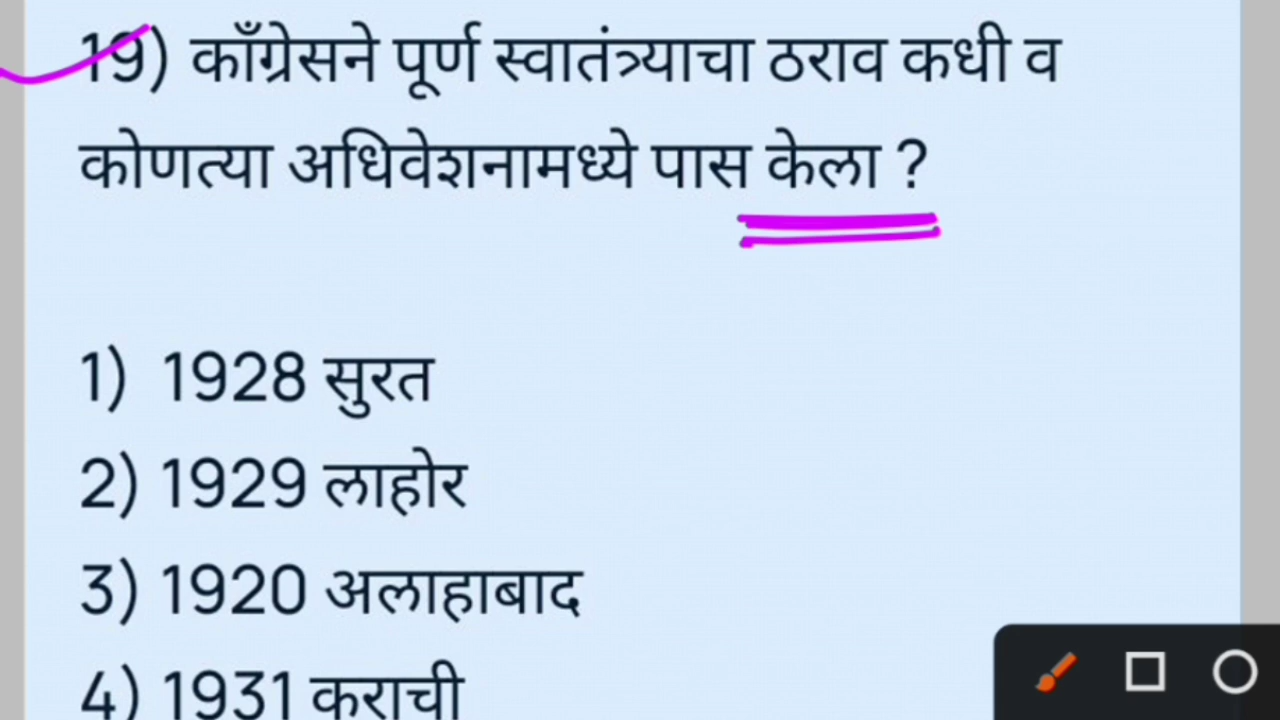 19) काँग्रेसने पूर्ण स्वातंत्र्याचा ठराव कधी व
कोणत्या अधिवेशनामध्ये पास केला ?
1) 1928 सुरत
2) 1929 लाहोर
3) 1920 अलाहाबाद
4) 1931 कराची